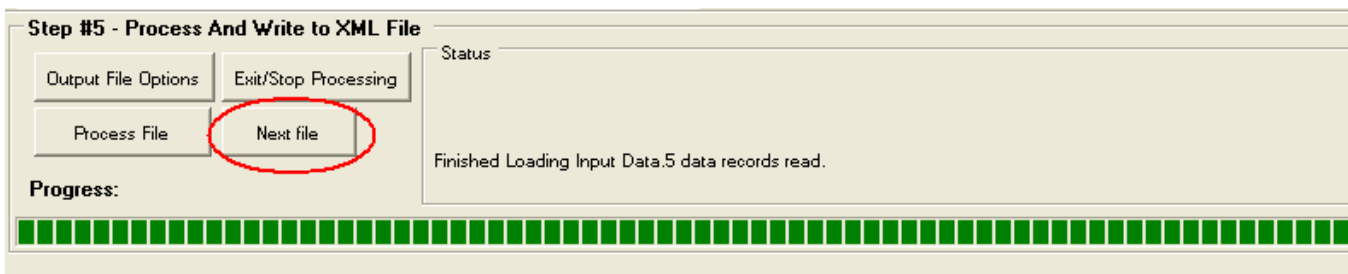 Step #5 - Process And Write to XML File
Status
Output File Options
Exit/Stop Processing
Process File
Next file
Finished Loading Input Data.5 data records read.
Progress: